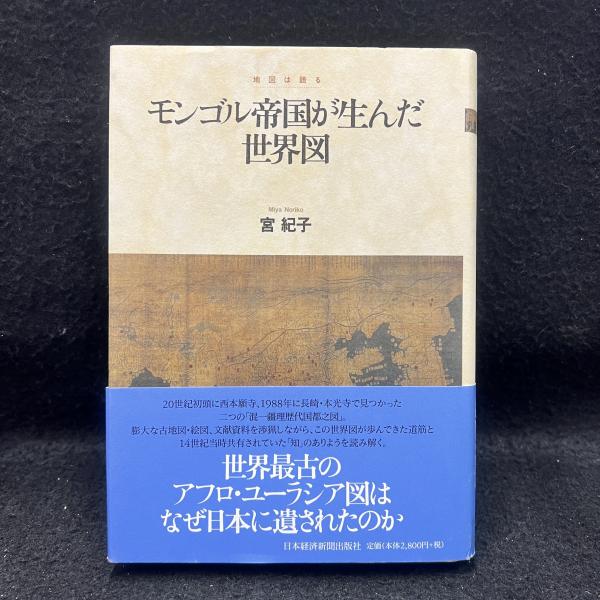 地図は語る
モンゴル帝国が生んだ
世界図
Miya Noriko
宮 紀子
20世紀初頭に西本願寺、1988年に長崎・本光寺で見つかった
二つの「混一疆理歴代国都之図」。
膨大な古地図・絵図、文献資料を渉猟しながら、この世界図が歩んできた道筋と
14世紀当時共有されていた「知」のありようを読み解く。
世界最古の
アフロ・ユーラシア図は
なぜ日本に遺されたのか
日本経済新聞出版社 定価(本体2,800円+税)